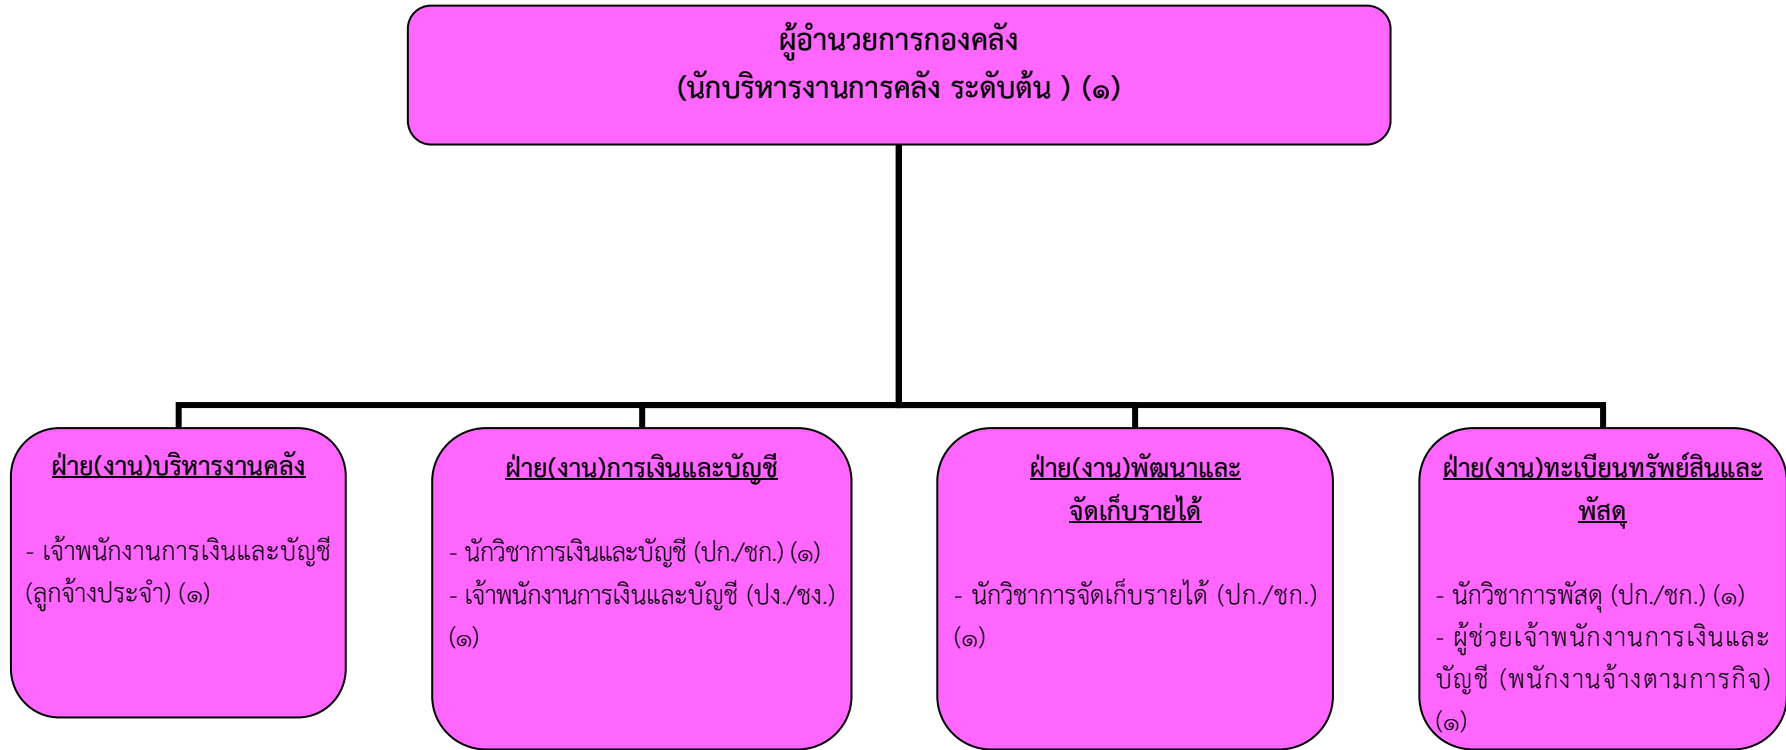 ผู้อำนวยการกองคลัง
(นักบริหารงานการคลัง ระดับต้น ) (๑)
ฝ่าย(งาน)บริหารงานคลัง
- เจ้าพนักงานการเงินและบัญชี
(ลูกจ้างประจำ) (๑)
ฝ่าย(งาน)การเงินและบัญชี
- นักวิชาการเงินและบัญชี (ปก./ชก.) (๑)
- เจ้าพนักงานการเงินและบัญชี (ปง./ชง.)
(๑)
ฝ่าย(งาน)พัฒนาและ
จัดเก็บรายได้
- นักวิชาการจัดเก็บรายได้ (ปก./ชก.)
(๑)
ฝ่าย(งาน)ทะเบียนทรัพย์สินและ
พัสดุ
- นักวิชาการพัสดุ (ปก./ชก.) (๑)
- ผู้ช่วยเจ้าพนักงานการเงินและ
บัญชี (พนักงานจ้างตามภารกิจ)
(๑)